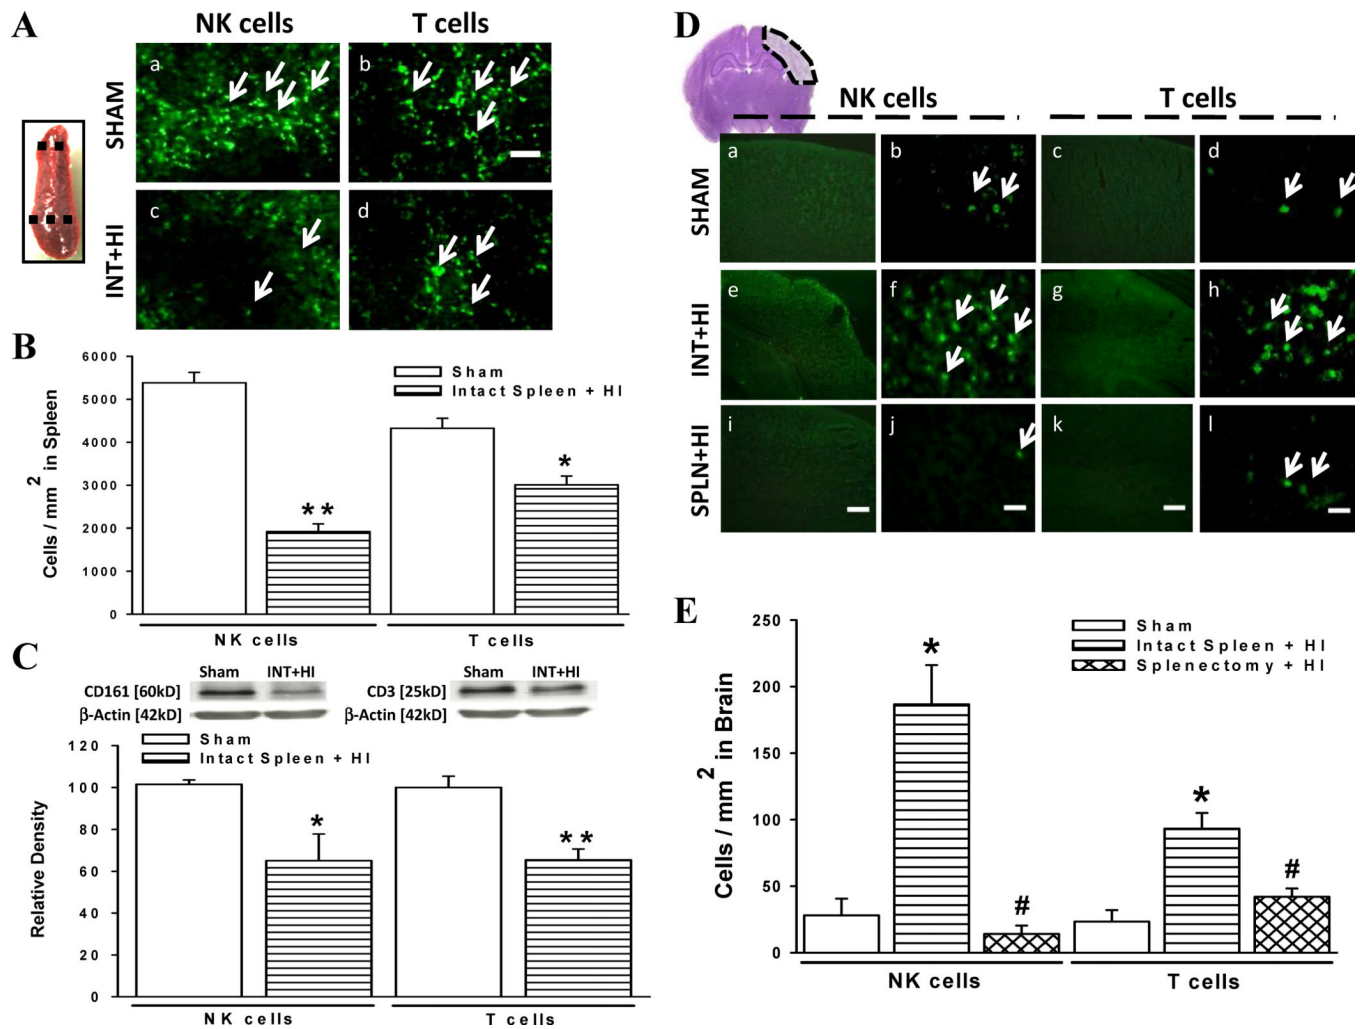 A
NK cells
T cells
SHAM
a
b
INT+HI
c
d
B
Cells / mm² in Spleen
6000
5000
4000
3000
2000
1000
0
Sham
Intact Spleen + HI
**
*
NK cells
T cells
C
Sham
INT+HI
Sham
INT+HI
CD161 [60kD]
CD3 [25kD]
β-Actin [42kD]
β-Actin [42kD]
Sham
Intact Spleen + HI
Relative Density
120
100
80
60
40
20
0
*
**
NK cells
T cells
D
NK cells
T cells
SHAM
a
b
c
d
INT+HI
e
f
g
h
SPLN+HI
i
j
k
l
E
Cells / mm² in Brain
250
200
150
100
50
0
Sham
Intact Spleen + HI
Splenectomy + HI
*
#
*
#
NK cells
T cells